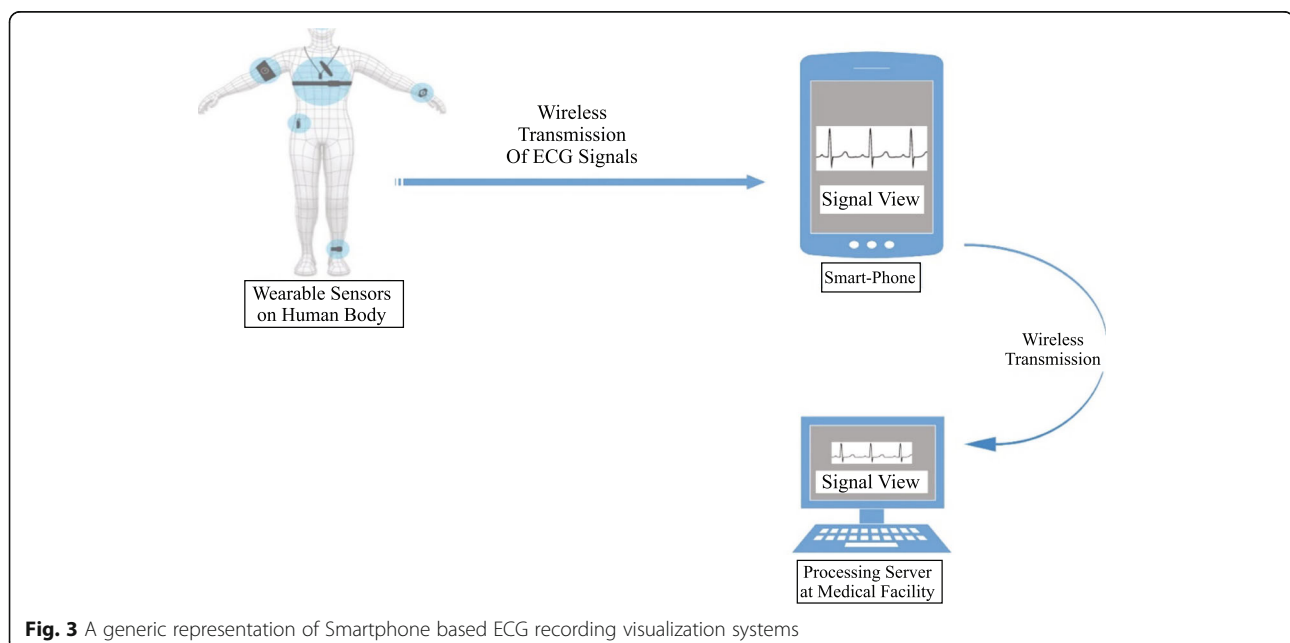 Wireless
Transmission
Of ECG Signals
Signal View
Smart-Phone
Wearable Sensors
on Human Body
Wireless
Transmission
Signal View
Processing Server
at Medical Facility
Fig. 3 A generic representation of Smartphone based ECG recording visualization systems